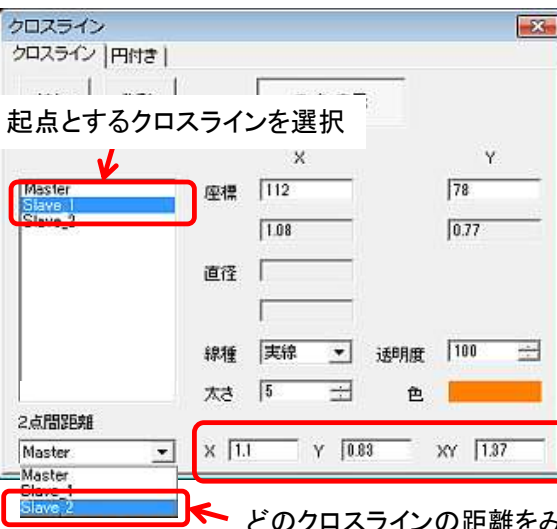 クロスライン
クロスライン 円付き
起点とするクロスラインを選択
X Y
Master
Slave_1
Slave_2
座標 112 78
1.08 0.77
直径
線種 実線 透明度 100
太さ 5 色
2点間距離
Master X 1.1 Y 0.83 XY 1.37
Master
Slave_1
Slave_2
どのクロスラインの距離をみ